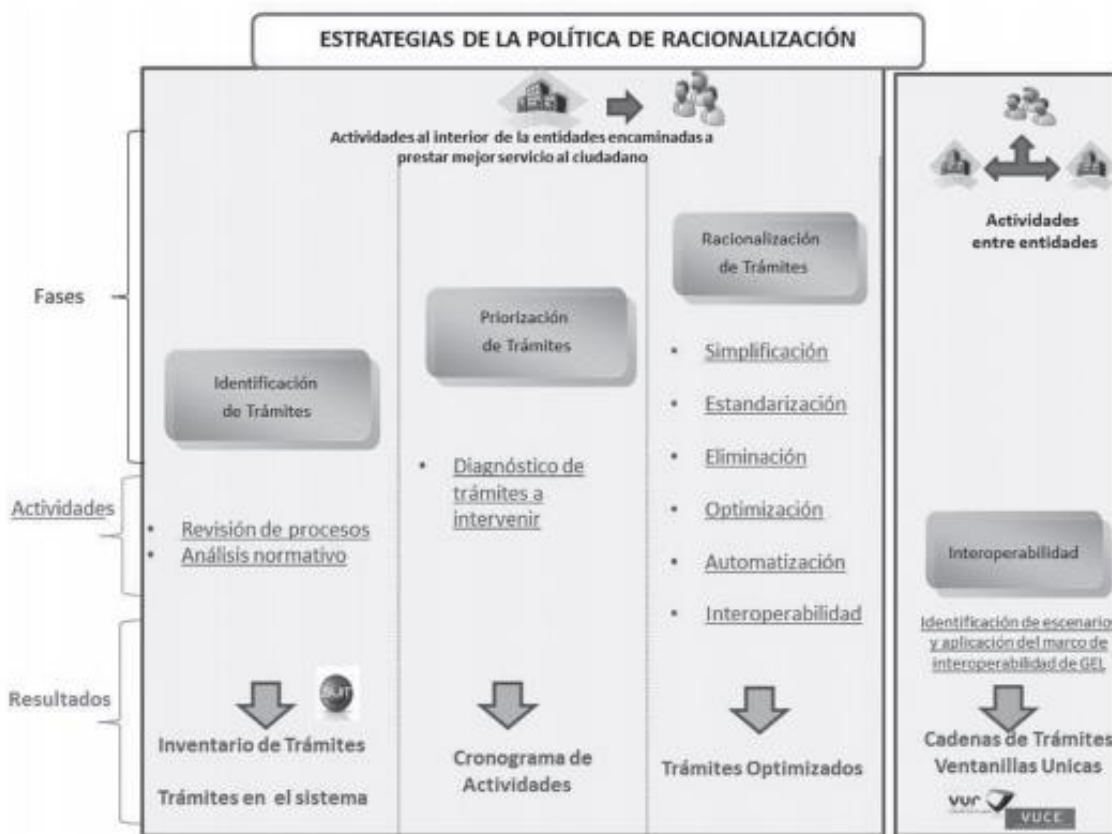 ESTRATEGIAS DE LA POLÍTICA DE RACIONALIZACIÓN
Actividades al interior de la entidades encaminadas a
prestar mejor servicio al ciudadano
Fases
Actividades
Resultados
Identificación
de Trámites
• Revisión de procesos
• Análisis normativo
SUIT
Inventario de Trámites
Trámites en el sistema
Priorización
de Trámites
• Diagnóstico de
trámites a
intervenir
Cronograma de
Actividades
Racionalización
de Trámites
• Simplificación
• Estandarización
• Eliminación
• Optimización
• Automatización
• Interoperabilidad
Trámites Optimizados
Actividades
entre entidades
Interoperabilidad
Identificación de escenarios
y aplicación del marco de
interoperabilidad de GEL
Cadenas de Trámites
Ventanillas Unicas
vur
VUCE